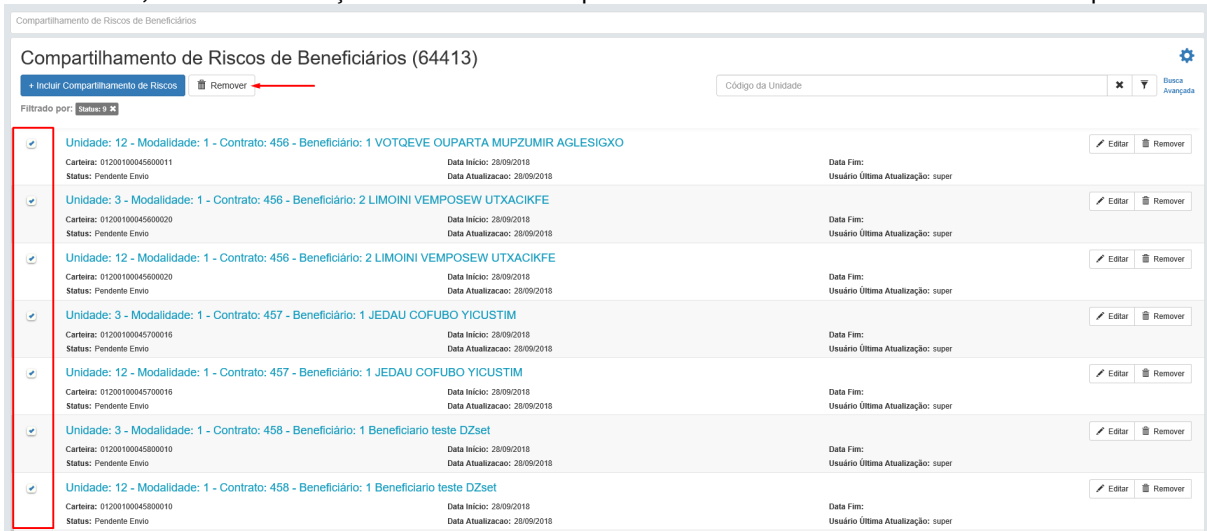 Compartilhamento de Riscos de Beneficiários
Compartilhamento de Riscos de Beneficiários (64413)
+ Incluir Compartilhamento de Riscos Remover Código da Unidade Busca Avançada
Filtrado por: Status: 9
Unidade: 12 - Modalidade: 1 - Contrato: 456 - Beneficiário: 1 VOTQEVE OUPARTA MUPZUMIR AGLESIGXO Editar Remover
Carteira: 01200100045600011 Data Início: 28/09/2018 Data Fim:
Status: Pendente Envio Data Atualizacao: 28/09/2018 Usuário Última Atualização: super
Unidade: 3 - Modalidade: 1 - Contrato: 456 - Beneficiário: 2 LIMOINI VEMPOSEW UTXACIKFE Editar Remover
Carteira: 01200100045600020 Data Início: 28/09/2018 Data Fim:
Status: Pendente Envio Data Atualizacao: 28/09/2018 Usuário Última Atualização: super
Unidade: 12 - Modalidade: 1 - Contrato: 456 - Beneficiário: 2 LIMOINI VEMPOSEW UTXACIKFE Editar Remover
Carteira: 01200100045600020 Data Início: 28/09/2018 Data Fim:
Status: Pendente Envio Data Atualizacao: 28/09/2018 Usuário Última Atualização: super
Unidade: 3 - Modalidade: 1 - Contrato: 457 - Beneficiário: 1 JEDAU COFUBO YICUSTIM Editar Remover
Carteira: 01200100045700016 Data Início: 28/09/2018 Data Fim:
Status: Pendente Envio Data Atualizacao: 28/09/2018 Usuário Última Atualização: super
Unidade: 12 - Modalidade: 1 - Contrato: 457 - Beneficiário: 1 JEDAU COFUBO YICUSTIM Editar Remover
Carteira: 01200100045700016 Data Início: 28/09/2018 Data Fim:
Status: Pendente Envio Data Atualizacao: 28/09/2018 Usuário Última Atualização: super
Unidade: 3 - Modalidade: 1 - Contrato: 458 - Beneficiário: 1 Beneficiario teste DZset Editar Remover
Carteira: 01200100045800010 Data Início: 28/09/2018 Data Fim:
Status: Pendente Envio Data Atualizacao: 28/09/2018 Usuário Última Atualização: super
Unidade: 12 - Modalidade: 1 - Contrato: 458 - Beneficiário: 1 Beneficiario teste DZset Editar Remover
Carteira: 01200100045800010 Data Início: 28/09/2018 Data Fim:
Status: Pendente Envio Data Atualizacao: 28/09/2018 Usuário Última Atualização: super